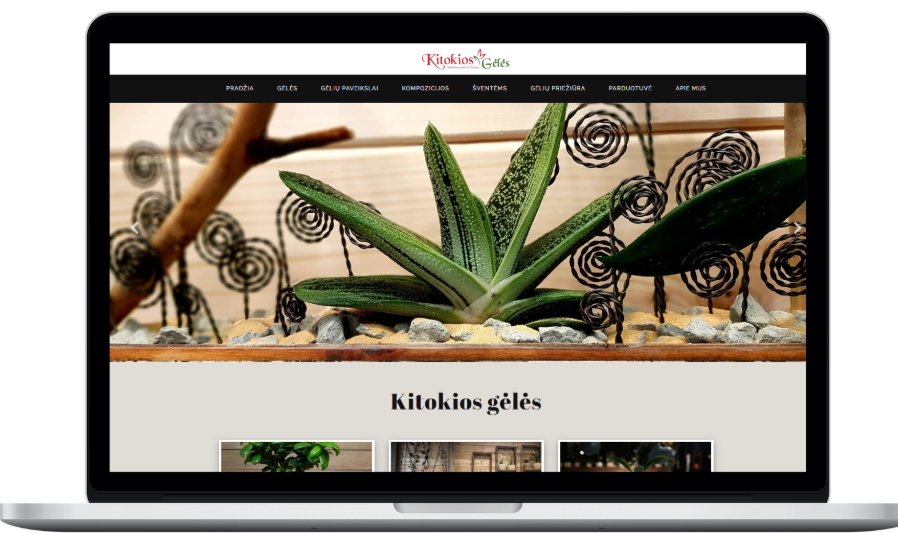 Kitokios Gėlės
PRADŽIA GĖLĖS GĖLIŲ PAVEIKSLAI KOMPOZICIJOS ŠVENTĖMS GĖLIŲ PRIEŽIŪRA PARDUOTUVĖ APIE MUS
Kitokios gėlės